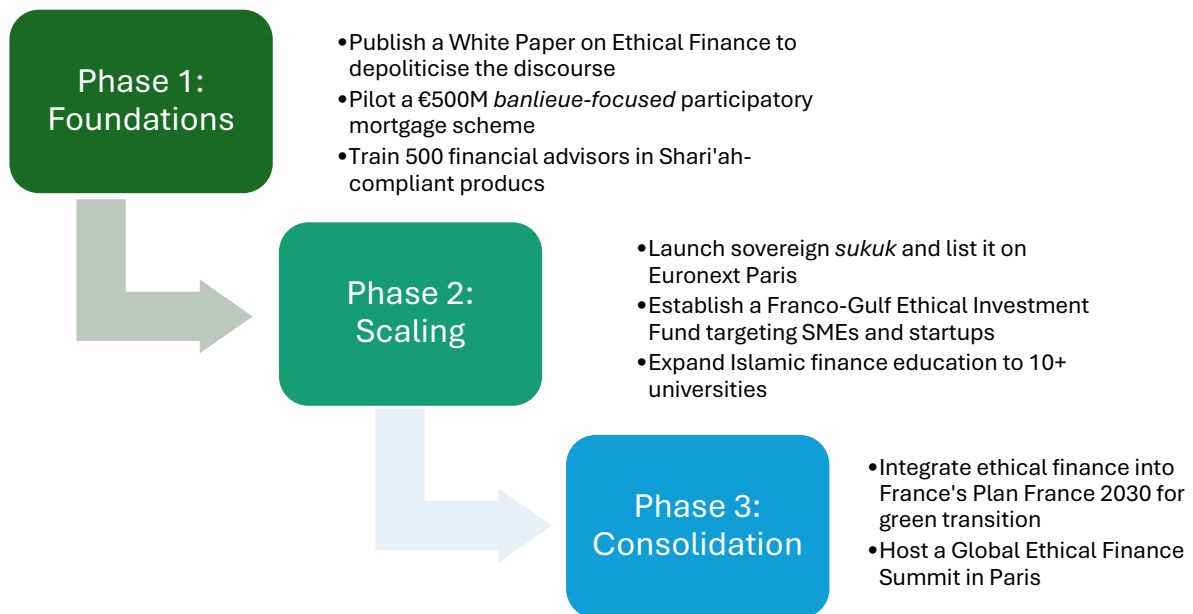 Phase 1:
Foundations
•Publish a White Paper on Ethical Finance to
depoliticise the discourse
•Pilot a €500M banlieue-focused participatory
mortgage scheme
•Train 500 financial advisors in Shari'ah-
compliant producs
Phase 2:
Scaling
•Launch sovereign sukuk and list it on
Euronext Paris
•Establish a Franco-Gulf Ethical Investment
Fund targeting SMEs and startups
•Expand Islamic finance education to 10+
universities
Phase 3:
Consolidation
•Integrate ethical finance into
France's Plan France 2030 for
green transition
•Host a Global Ethical Finance
Summit in Paris